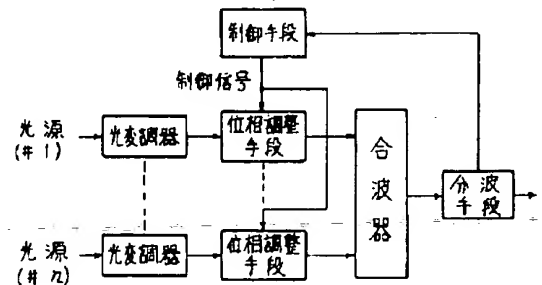 制御手段
制御信号
光源
(#1)
光変調器
位相調整
手段
合波器
分波
手段
光源
(#n)
光変調器
位相調整
手段